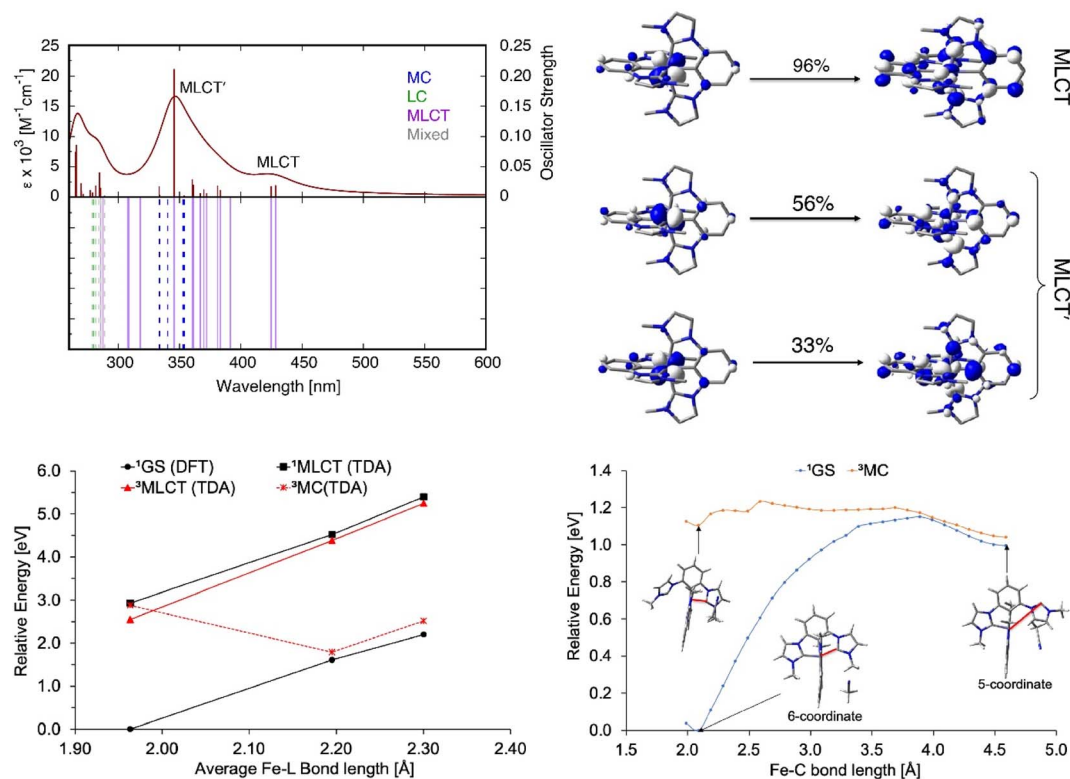 25
20
15
10
5
0
ε x 10³ [M⁻¹ cm⁻¹]
MLCT'
MLCT
MC
LC
MLCT
Mixed
0.25
0.20
0.15
0.10
0.05
0.00
Oscillator Strength
300 350 400 450 500 550 600
Wavelength [nm]
96%
MLCT
56%
33%
MLCT'
¹GS (DFT) ¹MLCT (TDA)
³MLCT (TDA) ³MC(TDA)
6.0
5.0
4.0
3.0
2.0
1.0
0.0
Relative Energy [eV]
1.90 2.00 2.10 2.20 2.30 2.40
Average Fe-L Bond length [Å]
¹GS ³MC
1.4
1.2
1.0
0.8
0.6
0.4
0.2
0.0
Relative Energy [eV]
6-coordinate
5-coordinate
1.5 2.0 2.5 3.0 3.5 4.0 4.5 5.0
Fe-C bond length [Å]